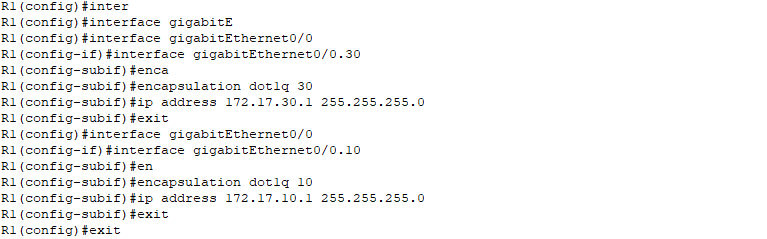 R1(config)#inter
R1(config)#interface gigabitE
R1(config)#interface gigabitEthernet0/0
R1(config-if)#interface gigabitEthernet0/0.30
R1(config-subif)#enca
R1(config-subif)#encapsulation dot1q 30
R1(config-subif)#ip address 172.17.30.1 255.255.255.0
R1(config-subif)#exit
R1(config)#interface gigabitEthernet0/0
R1(config-if)#interface gigabitEthernet0/0.10
R1(config-subif)#en
R1(config-subif)#encapsulation dot1q 10
R1(config-subif)#ip address 172.17.10.1 255.255.255.0
R1(config-subif)#exit
R1(config)#exit